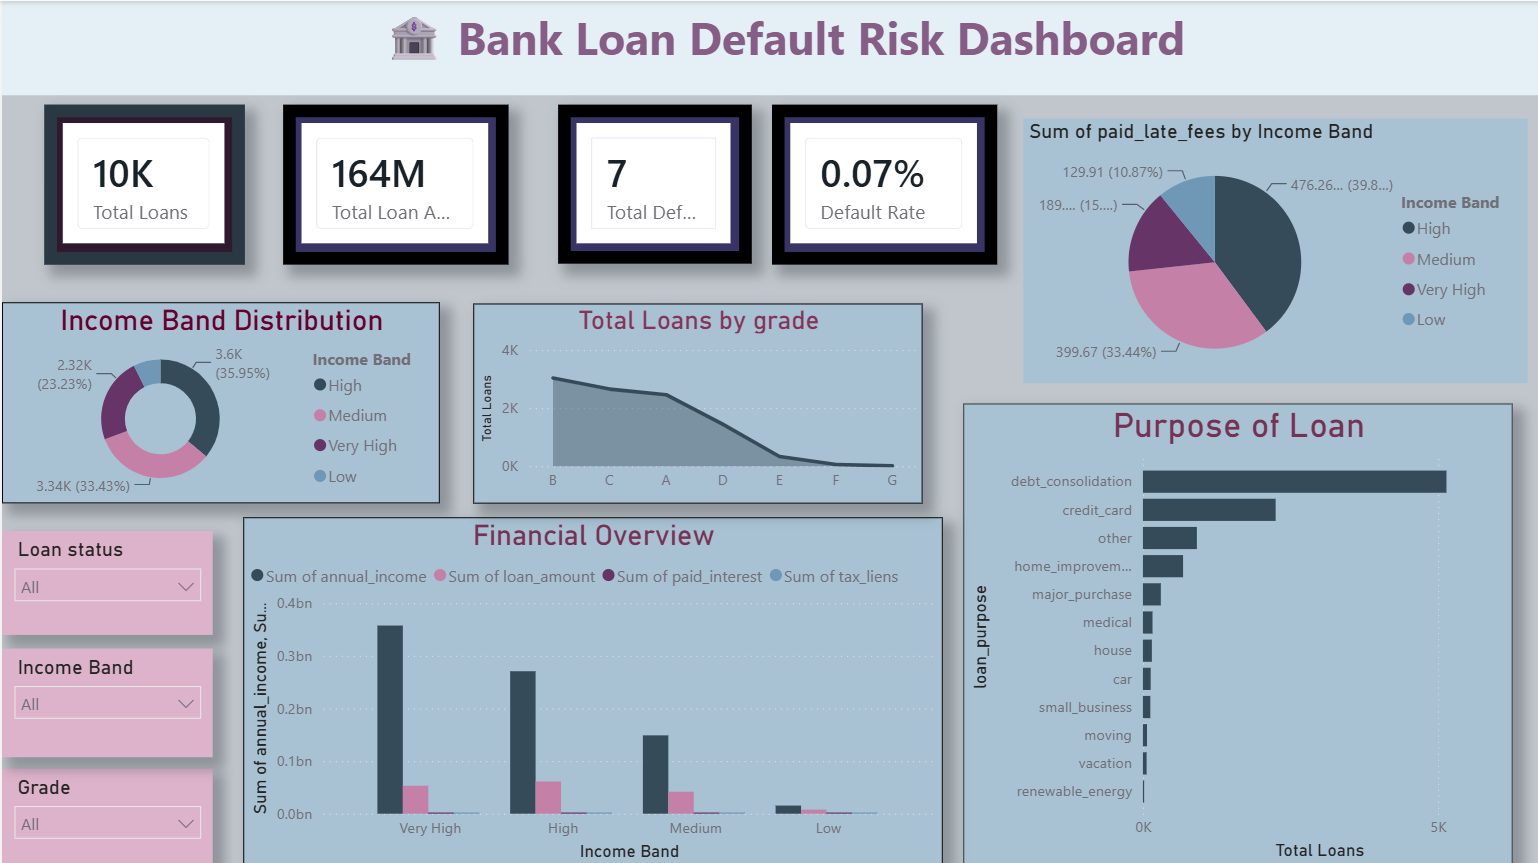 Bank Loan Default Risk Dashboard
10K
Total Loans
164M
Total Loan A...
7
Total Def...
0.07%
Default Rate
Sum of paid_late_fees by Income Band
129.91 (10.87%)
189.... (15....)
476.26... (39.8...)
399.67 (33.44%)
Income Band
High
Medium
Very High
Low
Income Band Distribution
2.32K
(23.23%)
3.6K
(35.95%)
3.34K (33.43%)
Income Band
High
Medium
Very High
Low
Total Loans by grade
Total Loans
4K
2K
0K
B C A D E F G
Purpose of Loan
loan_purpose
debt_consolidation
credit_card
other
home_improvem...
major_purchase
medical
house
car
small_business
moving
vacation
renewable_energy
0K 5K
Total Loans
Loan status
All
Income Band
All
Grade
All
Financial Overview
Sum of annual_income Sum of loan_amount Sum of paid_interest Sum of tax_liens
Sum of annual_income, Su...
0.4bn
0.3bn
0.2bn
0.1bn
0.0bn
Very High High Medium Low
Income Band